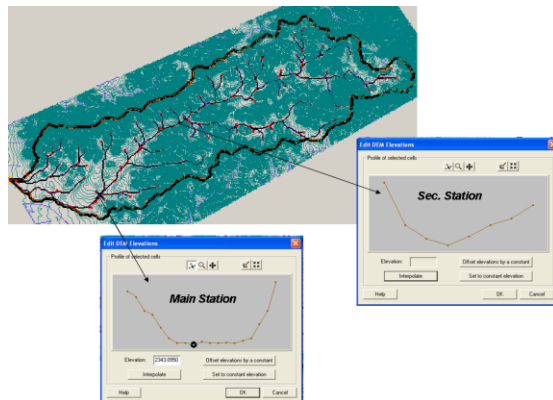 Edit DEM Elevations
Profile of selected cells
Sec. Station
Elevation:
Offset elevations by a constant
Interpolate
Set to constant elevation
Help
OK
Cancel
Edit DEM Elevations
Profile of selected cells
Main Station
Elevation:
2343.0950
Offset elevations by a constant
Interpolate
Set to constant elevation
Help
OK
Cancel